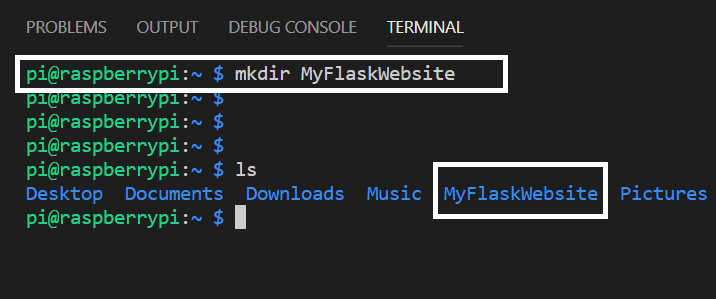 PROBLEMS OUTPUT DEBUG CONSOLE TERMINAL
pi@raspberrypi:~ $ mkdir MyFlaskWebsite
pi@raspberrypi:~ $
pi@raspberrypi:~ $
pi@raspberrypi:~ $
pi@raspberrypi:~ $ ls
Desktop Documents Downloads Music MyFlaskWebsite Pictures
pi@raspberrypi:~ $